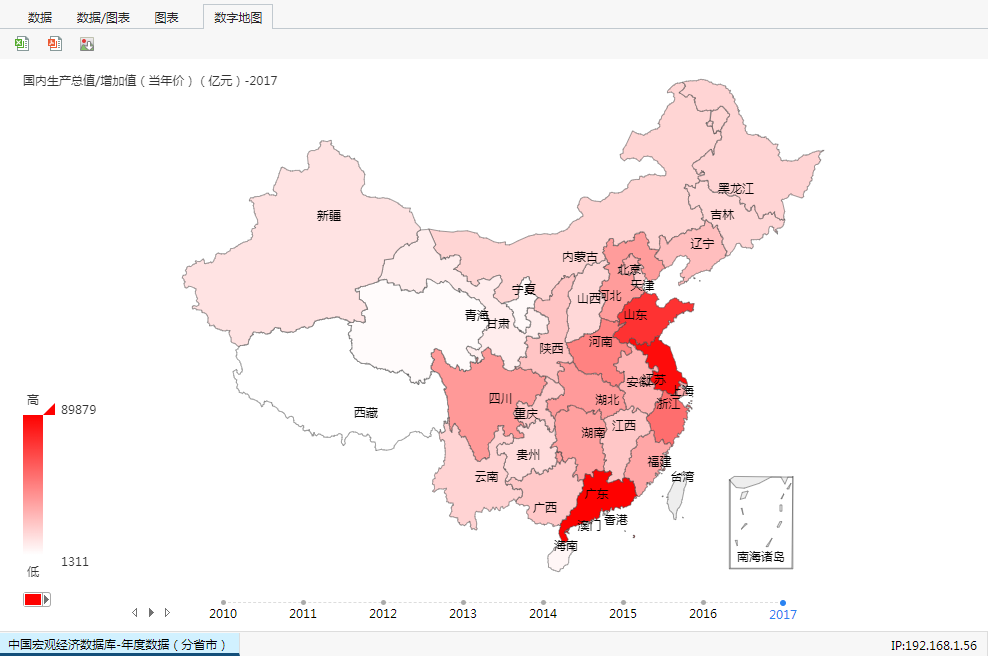 数据 数据/图表 图表 数字地图
国内生产总值/增加值（当年价）（亿元）-2017
黑龙江
新疆
吉林
辽宁
内蒙古
北京
天津
宁夏
山西
河北
青海
甘肃
山东
河南
陕西
安徽
江苏
上海
四川
湖北
浙江
西藏
重庆
江西
湖南
贵州
福建
云南
台湾
广东
广西
香港
澳门
海南
南海诸岛
高
89879
1311
低
2010 2011 2012 2013 2014 2015 2016 2017
中国宏观经济数据库-年度数据（分省市）
IP:192.168.1.56